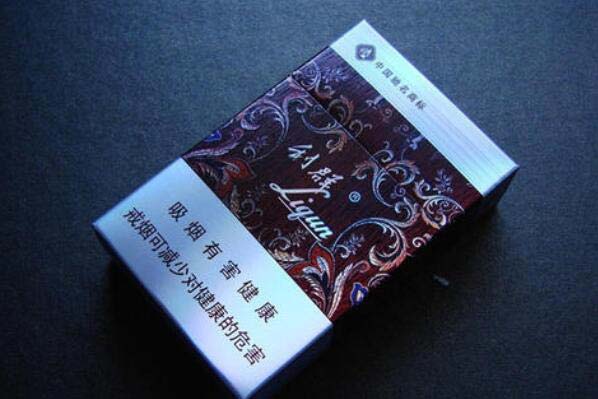 中国驰名商标
利群
Liqun®
吸烟有害健康
戒烟可减少对健康的危害